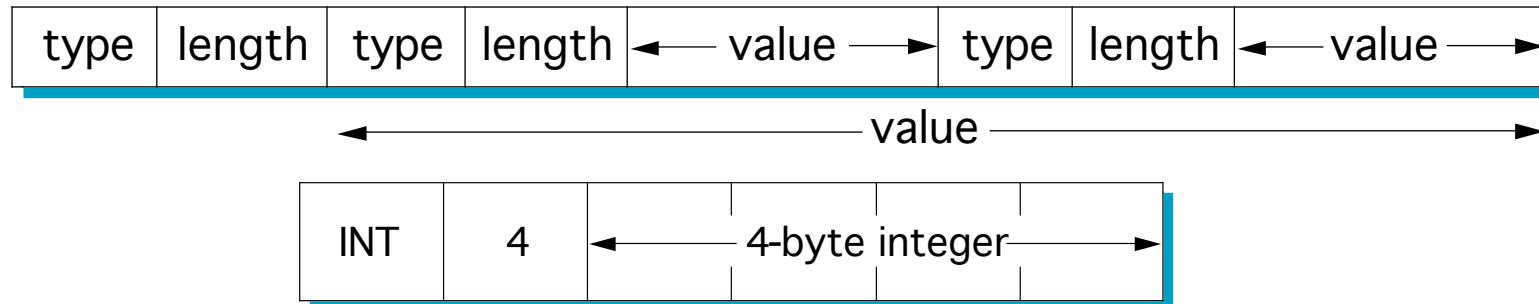 type length type length value type length value
value
INT 4 4-byte integer